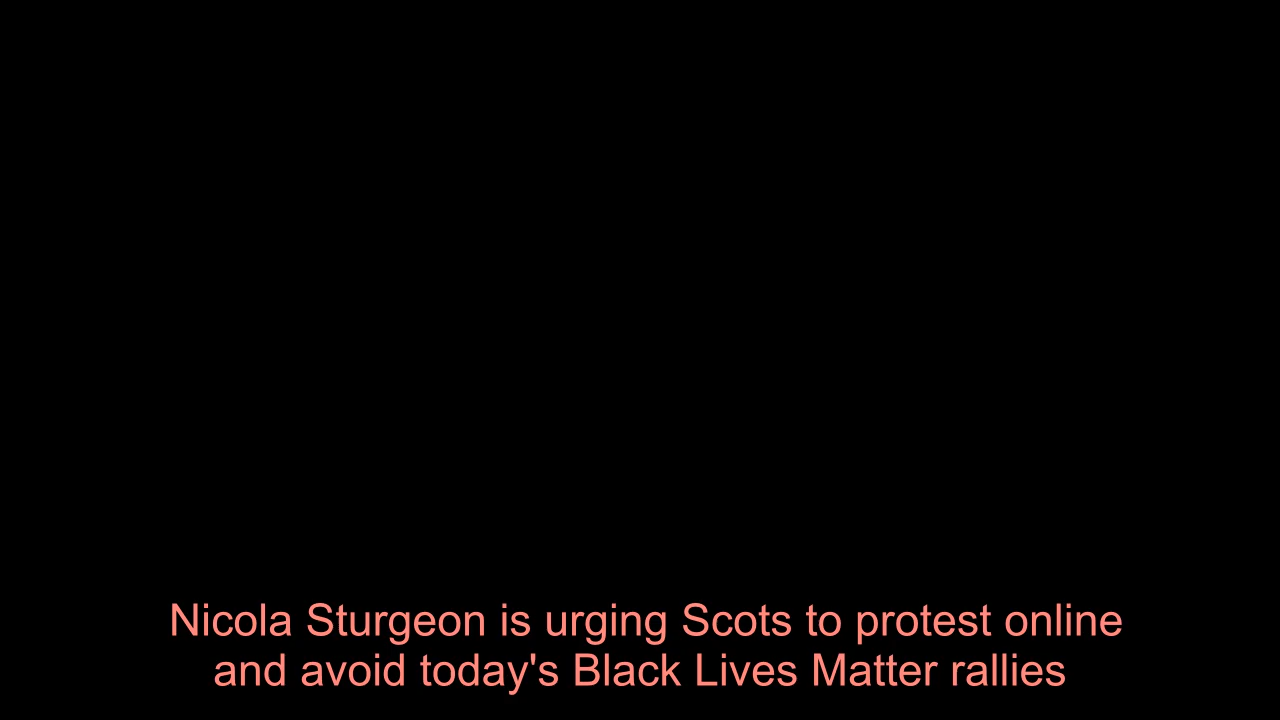 Nicola Sturgeon is urging Scots to protest online
and avoid today's Black Lives Matter rallies